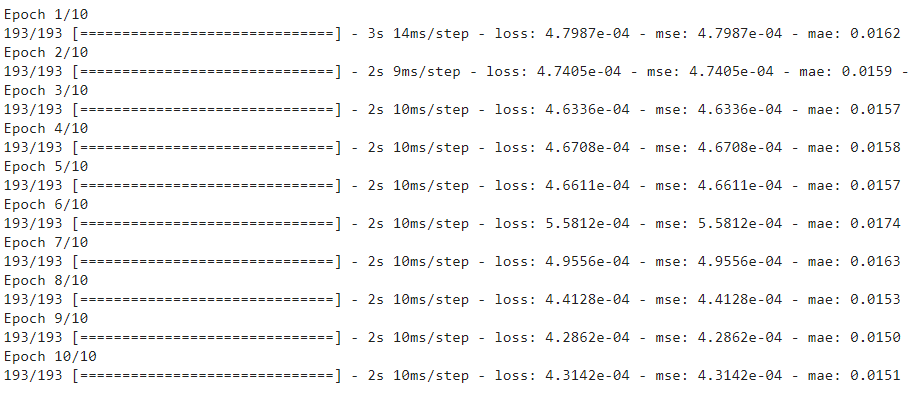 Epoch 1/10
193/193 [==============================] - 3s 14ms/step - loss: 4.7987e-04 - mse: 4.7987e-04 - mae: 0.0162
Epoch 2/10
193/193 [==============================] - 2s 9ms/step - loss: 4.7405e-04 - mse: 4.7405e-04 - mae: 0.0159 -
Epoch 3/10
193/193 [==============================] - 2s 10ms/step - loss: 4.6336e-04 - mse: 4.6336e-04 - mae: 0.0157
Epoch 4/10
193/193 [==============================] - 2s 10ms/step - loss: 4.6708e-04 - mse: 4.6708e-04 - mae: 0.0158
Epoch 5/10
193/193 [==============================] - 2s 10ms/step - loss: 4.6611e-04 - mse: 4.6611e-04 - mae: 0.0157
Epoch 6/10
193/193 [==============================] - 2s 10ms/step - loss: 5.5812e-04 - mse: 5.5812e-04 - mae: 0.0174
Epoch 7/10
193/193 [==============================] - 2s 10ms/step - loss: 4.9556e-04 - mse: 4.9556e-04 - mae: 0.0163
Epoch 8/10
193/193 [==============================] - 2s 10ms/step - loss: 4.4128e-04 - mse: 4.4128e-04 - mae: 0.0153
Epoch 9/10
193/193 [==============================] - 2s 10ms/step - loss: 4.2862e-04 - mse: 4.2862e-04 - mae: 0.0150
Epoch 10/10
193/193 [==============================] - 2s 10ms/step - loss: 4.3142e-04 - mse: 4.3142e-04 - mae: 0.0151